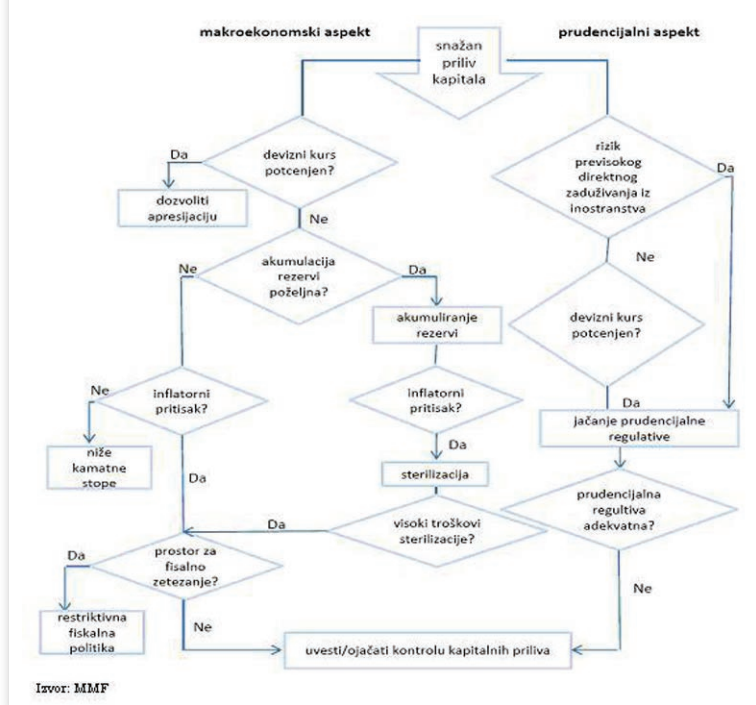 makroekonomski aspekt
prudencijalni aspekt
snažan
priliv
kapitala
Da
devizni kurs
potcenjen?
dozvoliti
apresijaciju
Ne
rizik
previsokog
direktnog
zaduživanja iz
inostranstva
Da
Ne
akumulacija
rezervi
poželjna?
Ne
Da
akumuliranje
rezervi
devizni kurs
potcenjen?
Da
Ne
inflatorni
pritisak?
inflatorni
pritisak?
jačanje prudencijalne
regulative
niže
kamatne
stope
Da
Da
sterilizacija
prudencijalna
regultiva
adekvatna?
Da
visoki troškovi
sterilizacije?
Da
prostor za
fisalno
zetezanje?
Ne
restriktivna
fiskalna
politika
Ne
uvesti/ojačati kontrolu kapitalnih priliva
Izvor: MMF